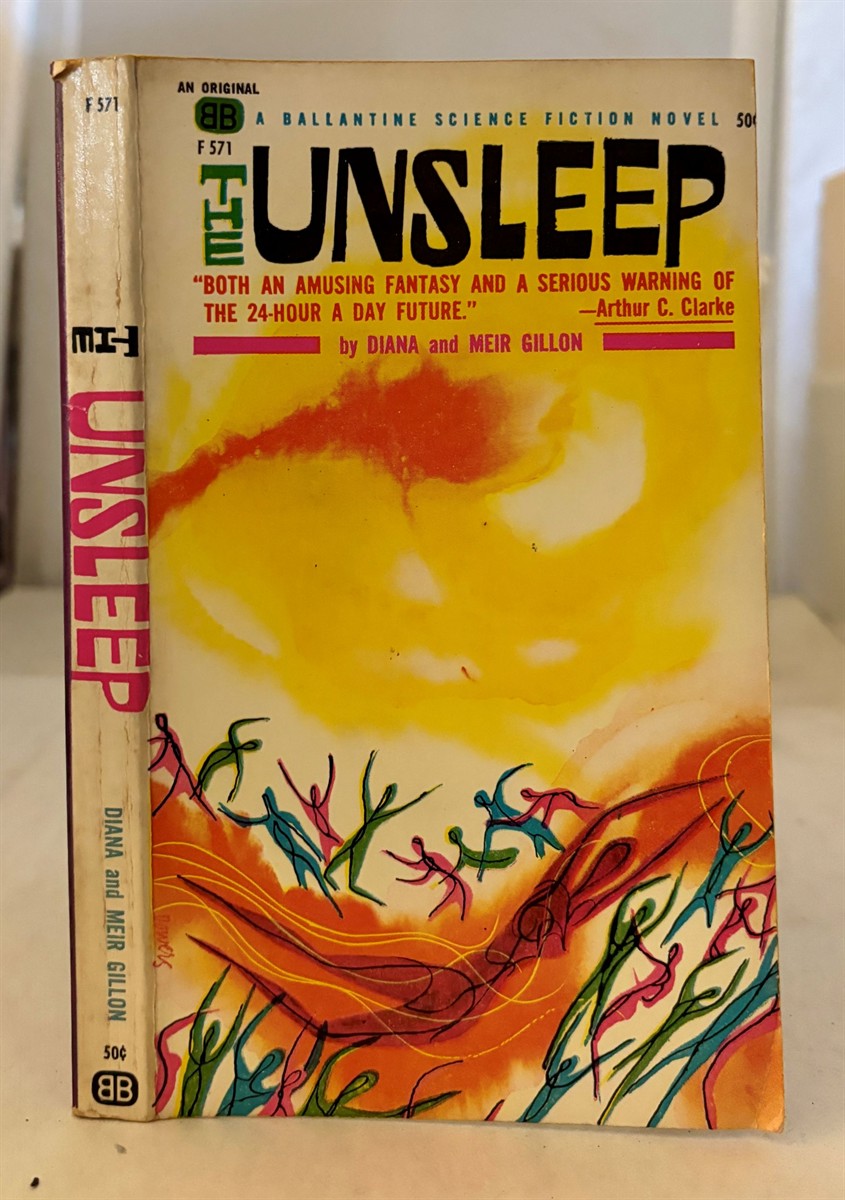 F 571
THE
UNSLEEP
DIANA and MEIR GILLON
50¢
BB
AN ORIGINAL
BB
A BALLANTINE SCIENCE FICTION NOVEL 50¢
F 571
THE
UNSLEEP
“BOTH AN AMUSING FANTASY AND A SERIOUS WARNING OF
THE 24-HOUR A DAY FUTURE.” —Arthur C. Clarke
by DIANA and MEIR GILLON
Powers